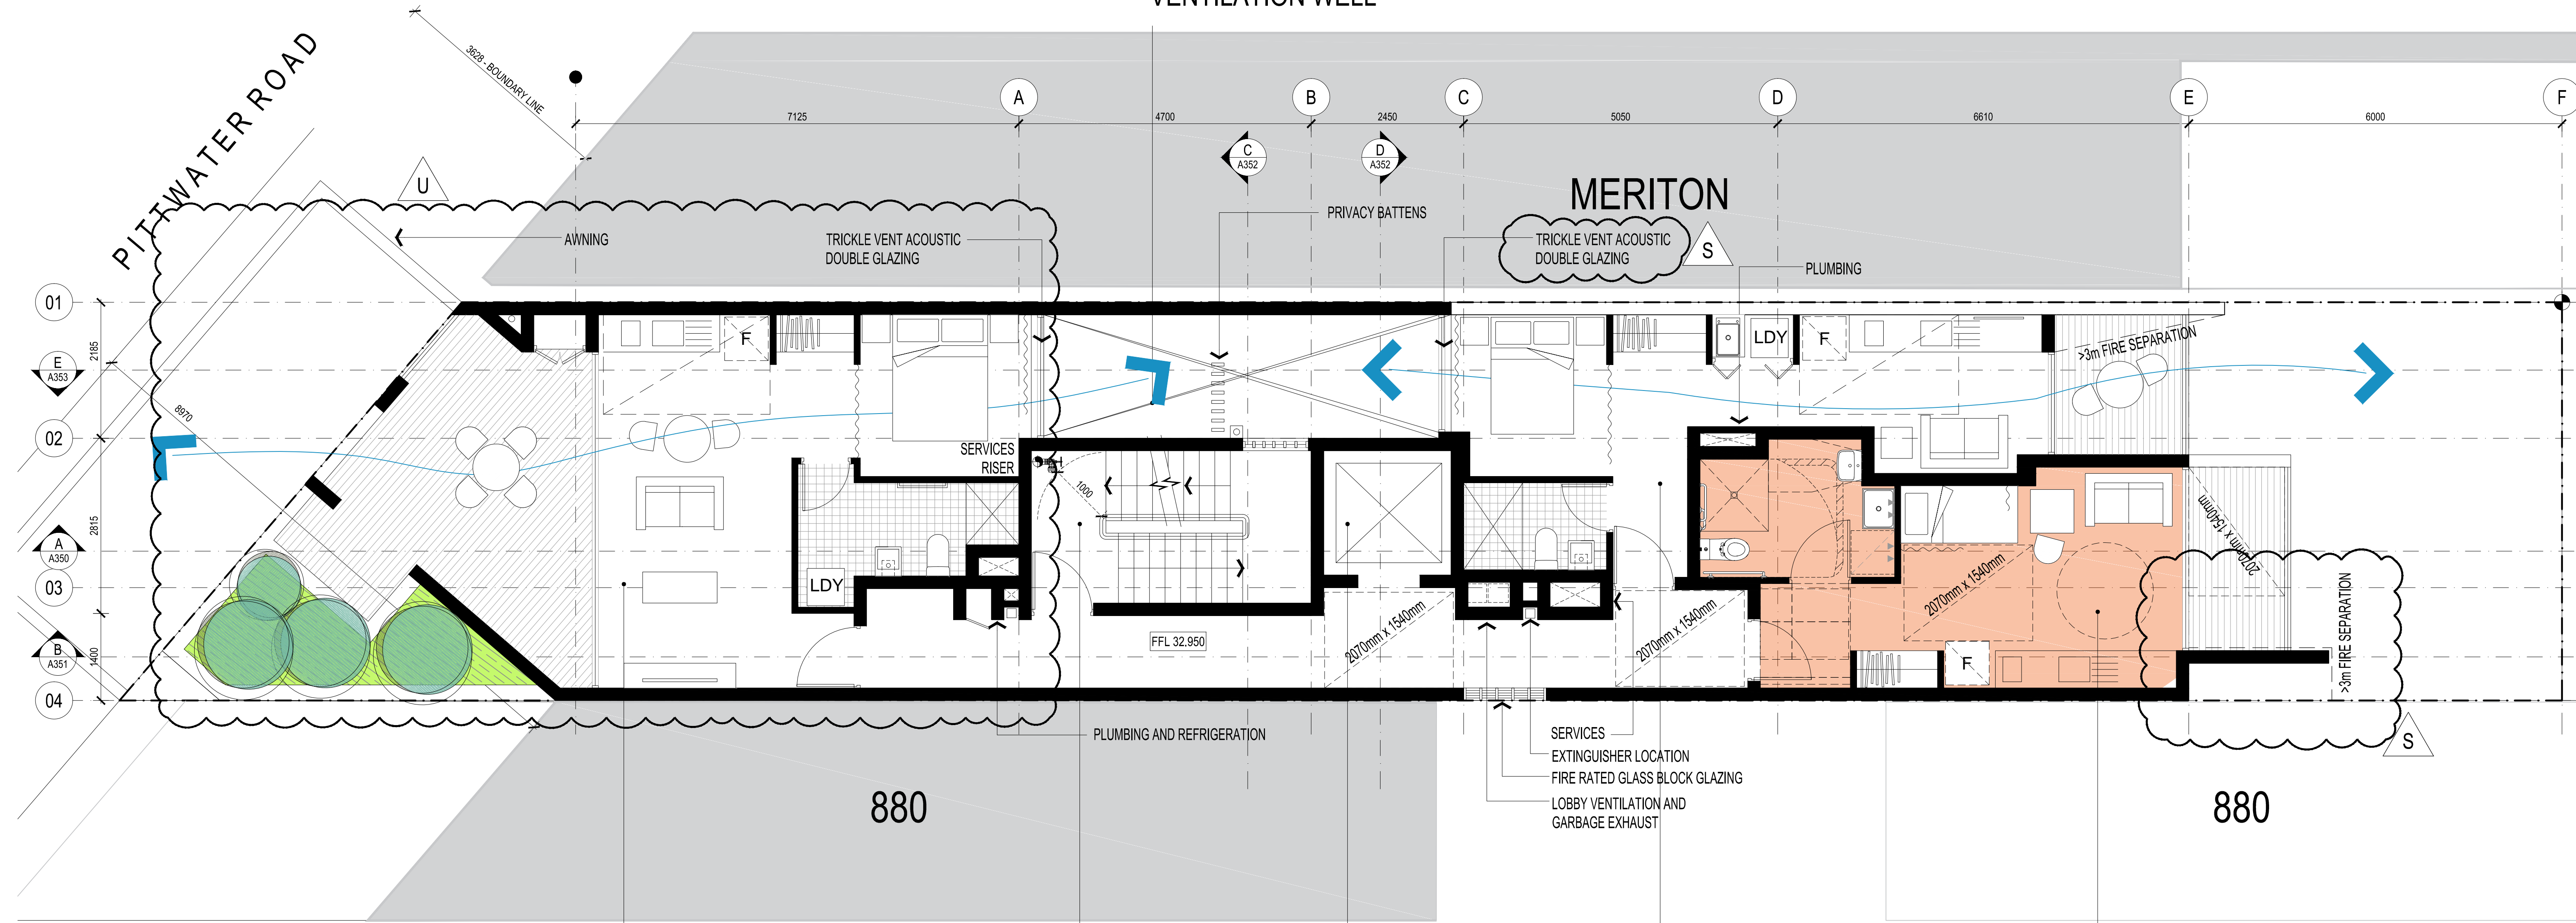 VENTILATION WELL
PITTWATER ROAD
3628 - BOUNDARY LINE
A
B
C
D
E
F
7125
4700
2450
5050
6610
6000
C
A352
D
A352
U
MERITON
PRIVACY BATTENS
AWNING
TRICKLE VENT ACOUSTIC
DOUBLE GLAZING
TRICKLE VENT ACOUSTIC
DOUBLE GLAZING
S
PLUMBING
01
2185
E
A353
02
8970
2815
A
A350
03
B
A351
1400
04
F
LDY
F
>3m FIRE SEPARATION
SERVICES
RISER
1000
LDY
FFL 32,950
2070mm x 1540mm
2070mm x 1540mm
2070mm x 1540mm
F
2070mm x 1540mm
>3m FIRE SEPARATION
S
PLUMBING AND REFRIGERATION
SERVICES
EXTINGUISHER LOCATION
FIRE RATED GLASS BLOCK GLAZING
LOBBY VENTILATION AND
GARBAGE EXHAUST
880
880